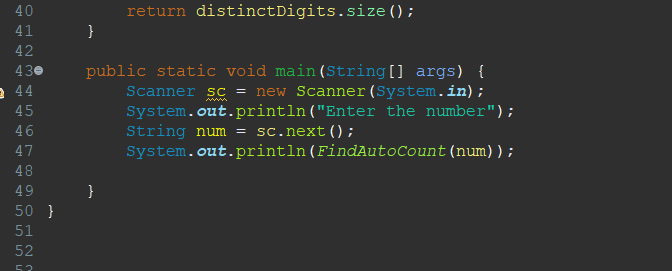 40 return distinctDigits.size();
41 }
42
43 public static void main(String[] args) {
44 Scanner sc = new Scanner(System.in);
45 System.out.println("Enter the number");
46 String num = sc.next();
47 System.out.println(FindAutoCount(num));
48
49 }
50 }
51
52
53